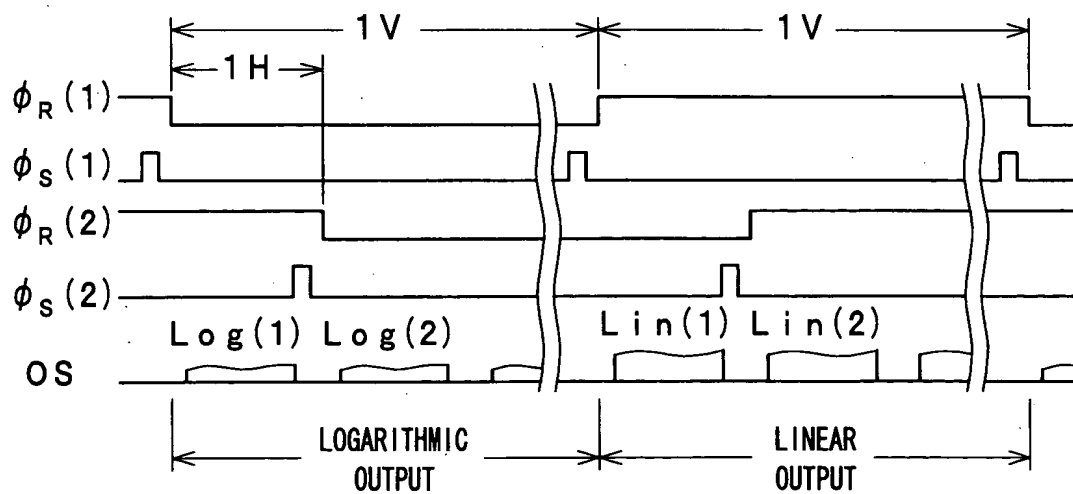 1V 1V
1H
ϕR(1)
ϕS(1)
ϕR(2)
ϕS(2)
Log(1) Log(2) Lin(1) Lin(2)
OS
LOGARITHMIC OUTPUT
LINEAR OUTPUT